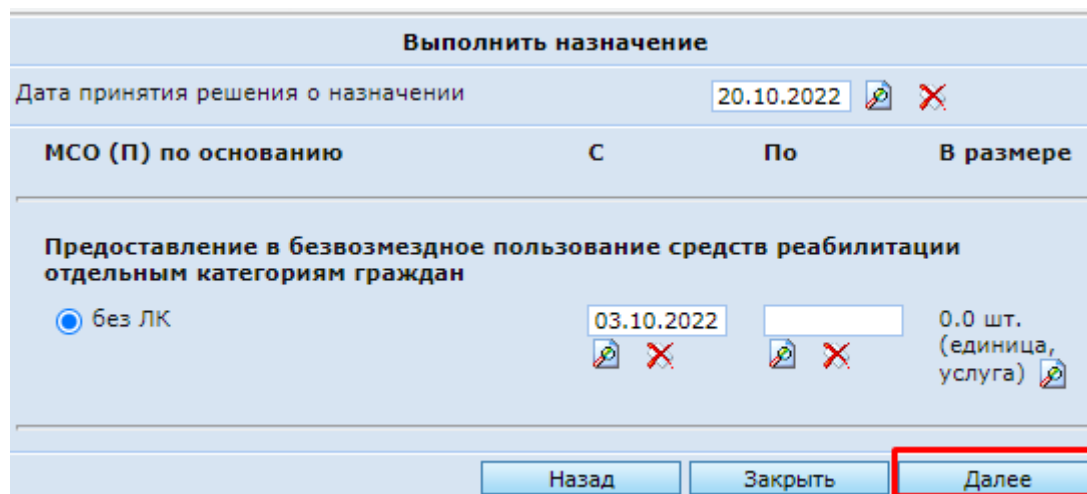 Выполнить назначение
Дата принятия решения о назначении 20.10.2022
МСО (П) по основанию С По В размере
Предоставление в безвозмездное пользование средств реабилитации
отдельным категориям граждан
без ЛК 03.10.2022 0.0 шт.
(единица,
услуга)
Назад Закрыть Далее